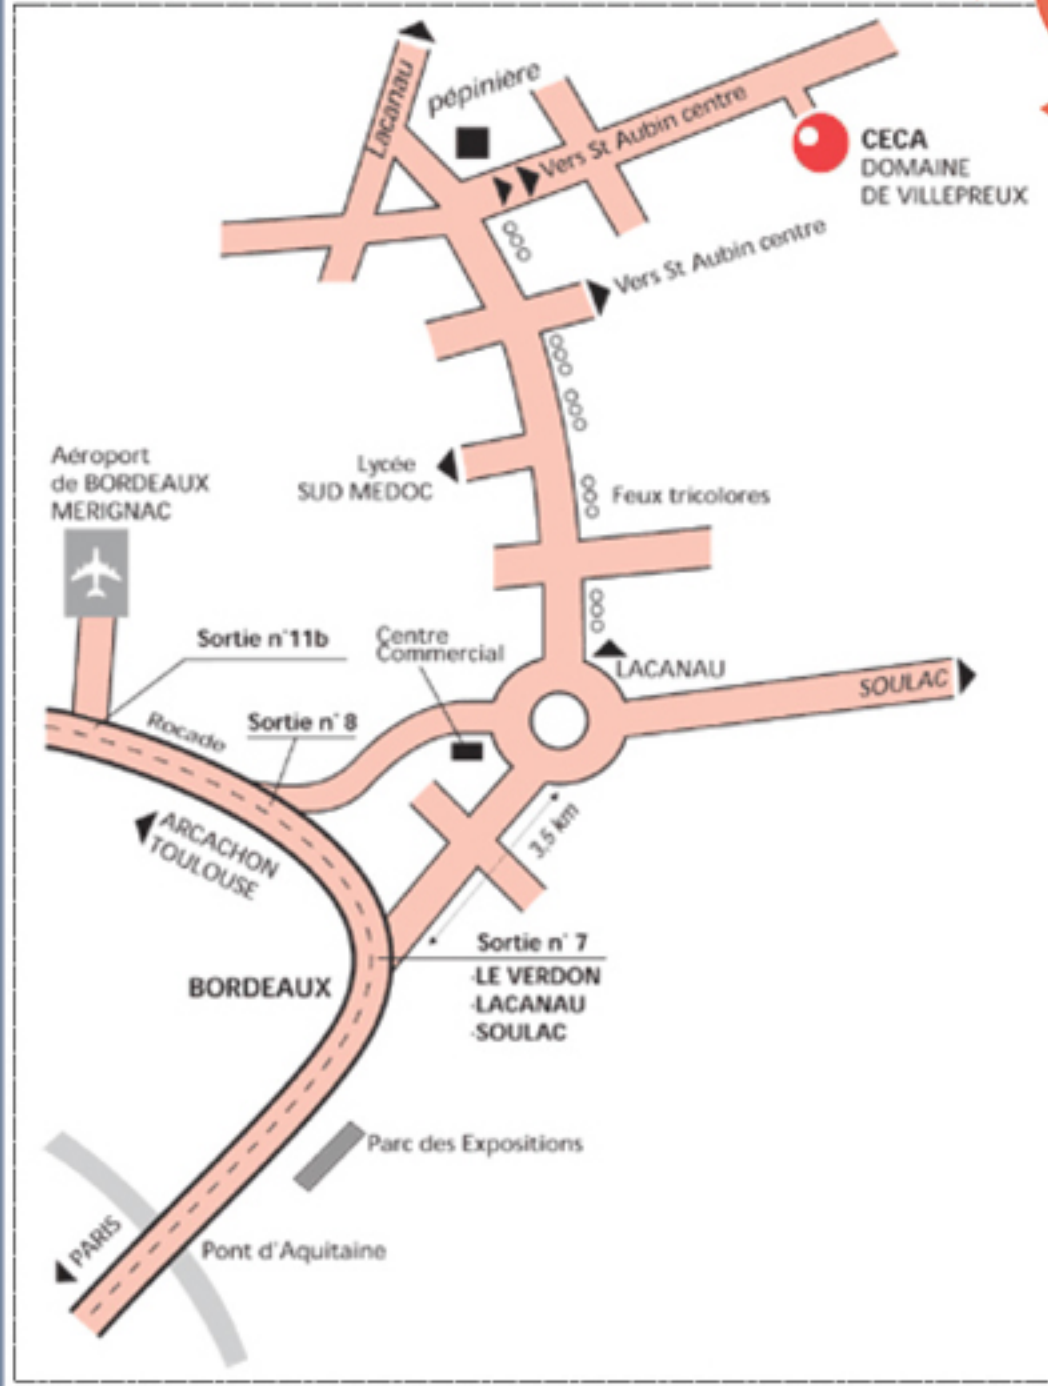 Lacanau
pépinière
Vers St Aubin centre
CECA
DOMAINE
DE VILLEPREUX
Vers St Aubin centre
Aéroport
de BORDEAUX
MERIGNAC
Lycée
SUD MEDOC
Feux tricolores
Sortie n°11b
Centre
Commercial
LACANAU
SOULAC
Rocade
Sortie n° 8
ARCACHON
TOULOUSE
3,5 km
BORDEAUX
Sortie n° 7
-LE VERDON
-LACANAU
-SOULAC
Parc des Expositions
PARIS
Pont d'Aquitaine